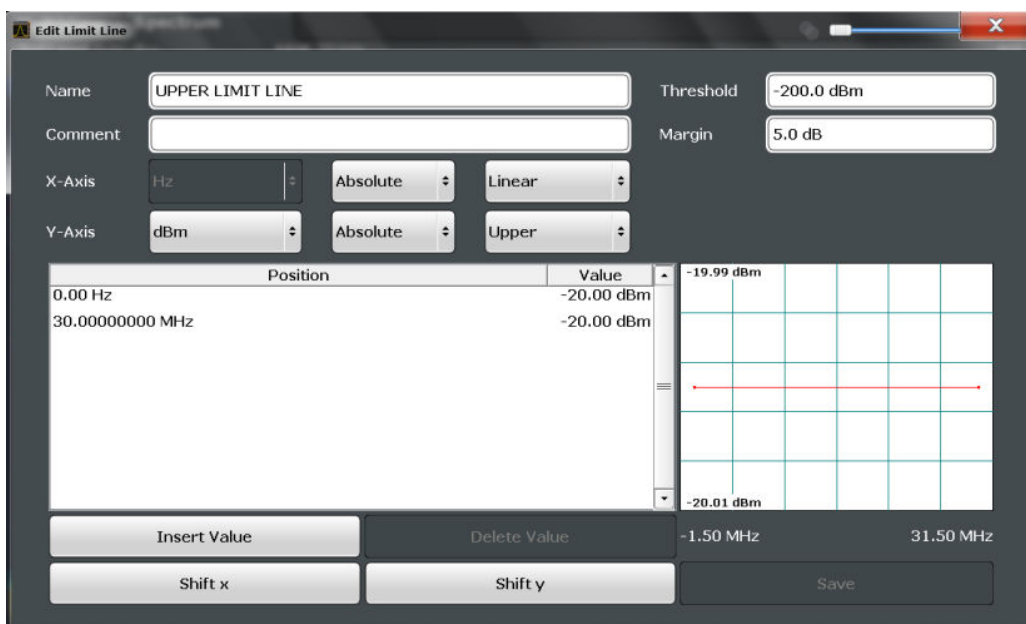 Edit Limit Line
Name UPPER LIMIT LINE Threshold -200.0 dBm
Comment Margin 5.0 dB
X-Axis Hz Absolute Linear
Y-Axis dBm Absolute Upper
Position Value
0.00 Hz -20.00 dBm
30.00000000 MHz -20.00 dBm
-19.99 dBm
-20.01 dBm
-1.50 MHz 31.50 MHz
Insert Value Delete Value
Shift x Shift y Save